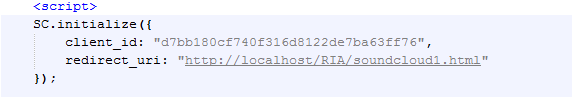 <script>
SC.initialize({
client_id: "d7bb180cf740f316d8122de7ba63ff76",
redirect_uri: "http://localhost/RIA/soundcloud1.html"
});